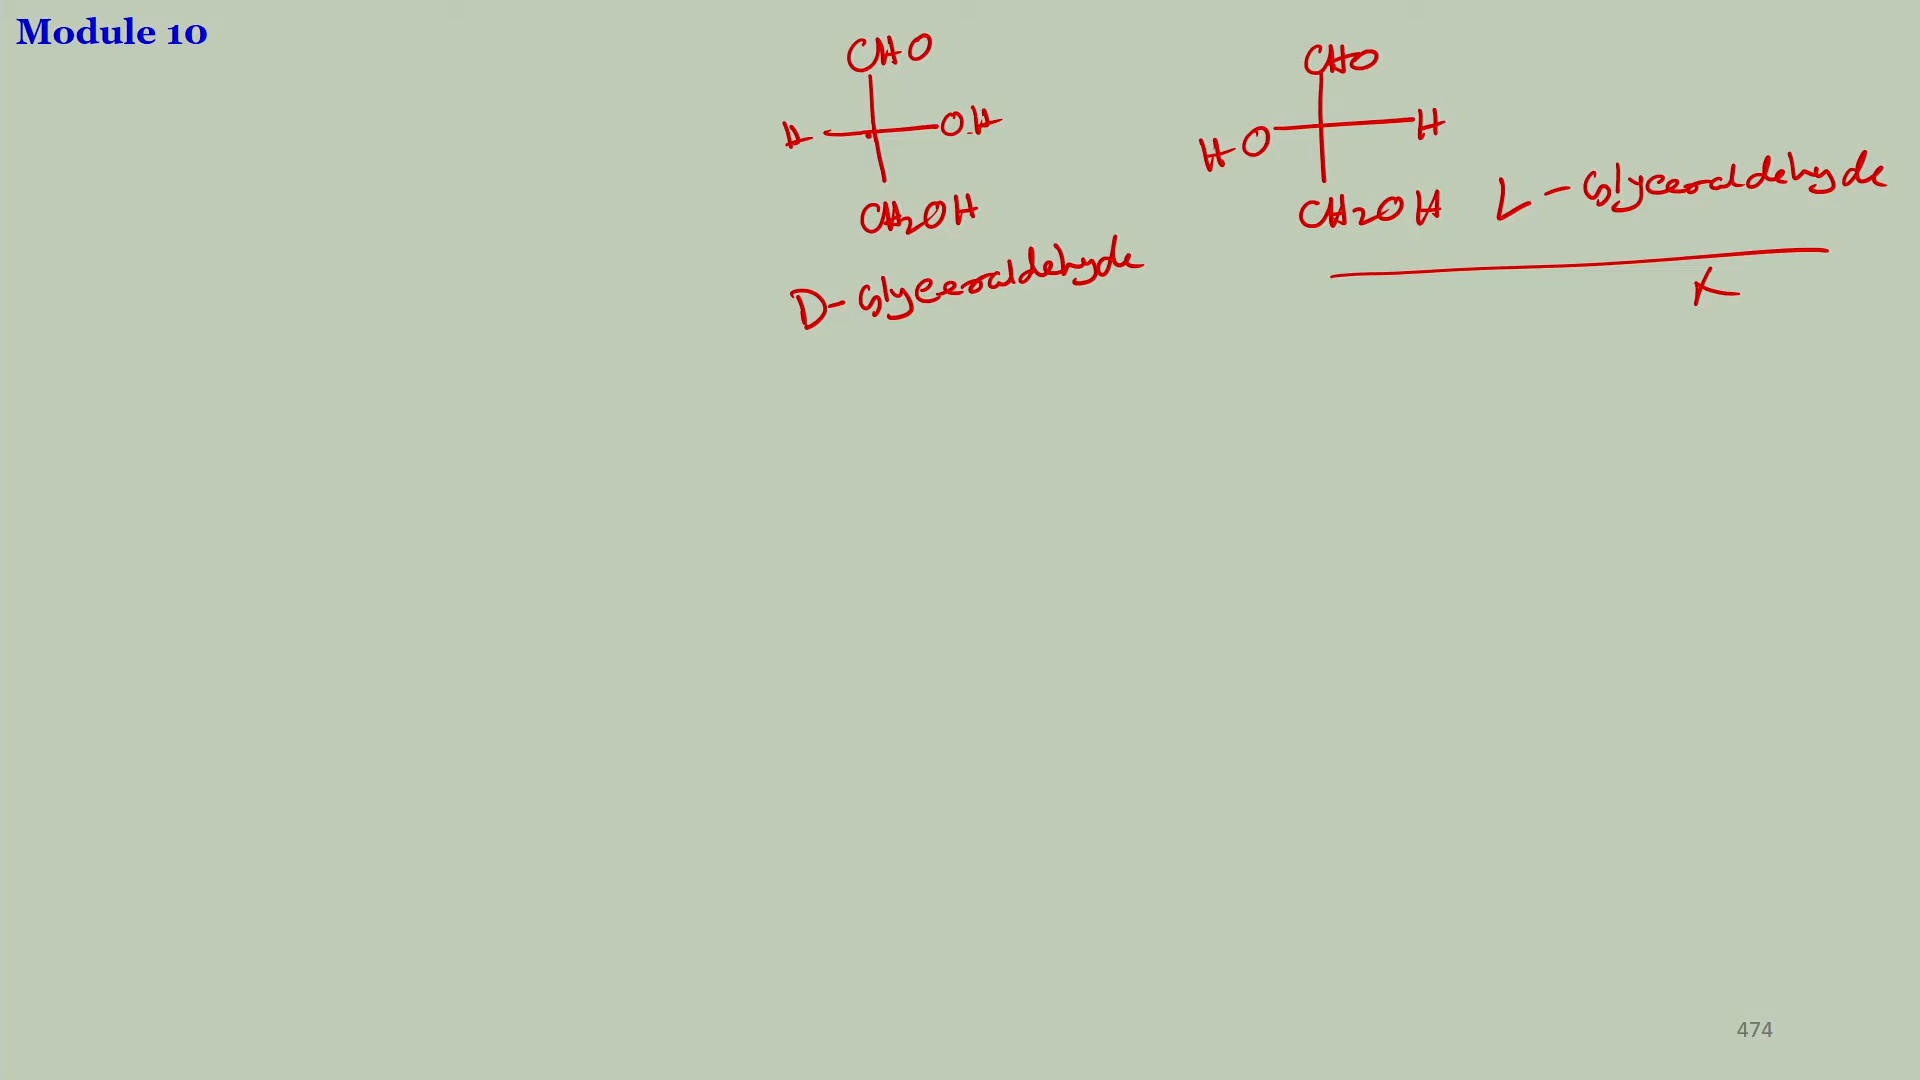 Module 10
CHO
H OH
CH2OH
D- Glyceraldehyde
CHO
HO H
CH2OH
L - Glyceraldehyde
474